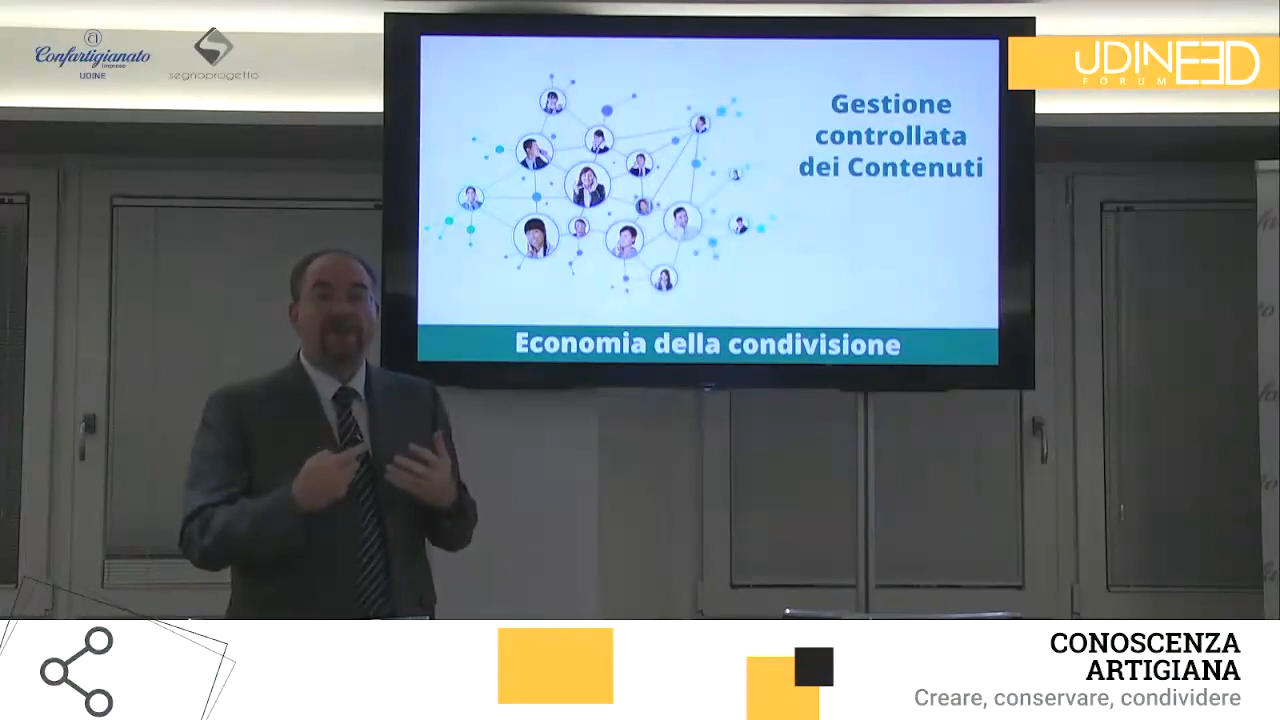 Confartigianato
Imprese
UDINE
segnoprogetto
UDINE3D
FORUM
Gestione
controllata
dei Contenuti
Economia della condivisione
CONOSCENZA
ARTIGIANA
Creare, conservare, condividere